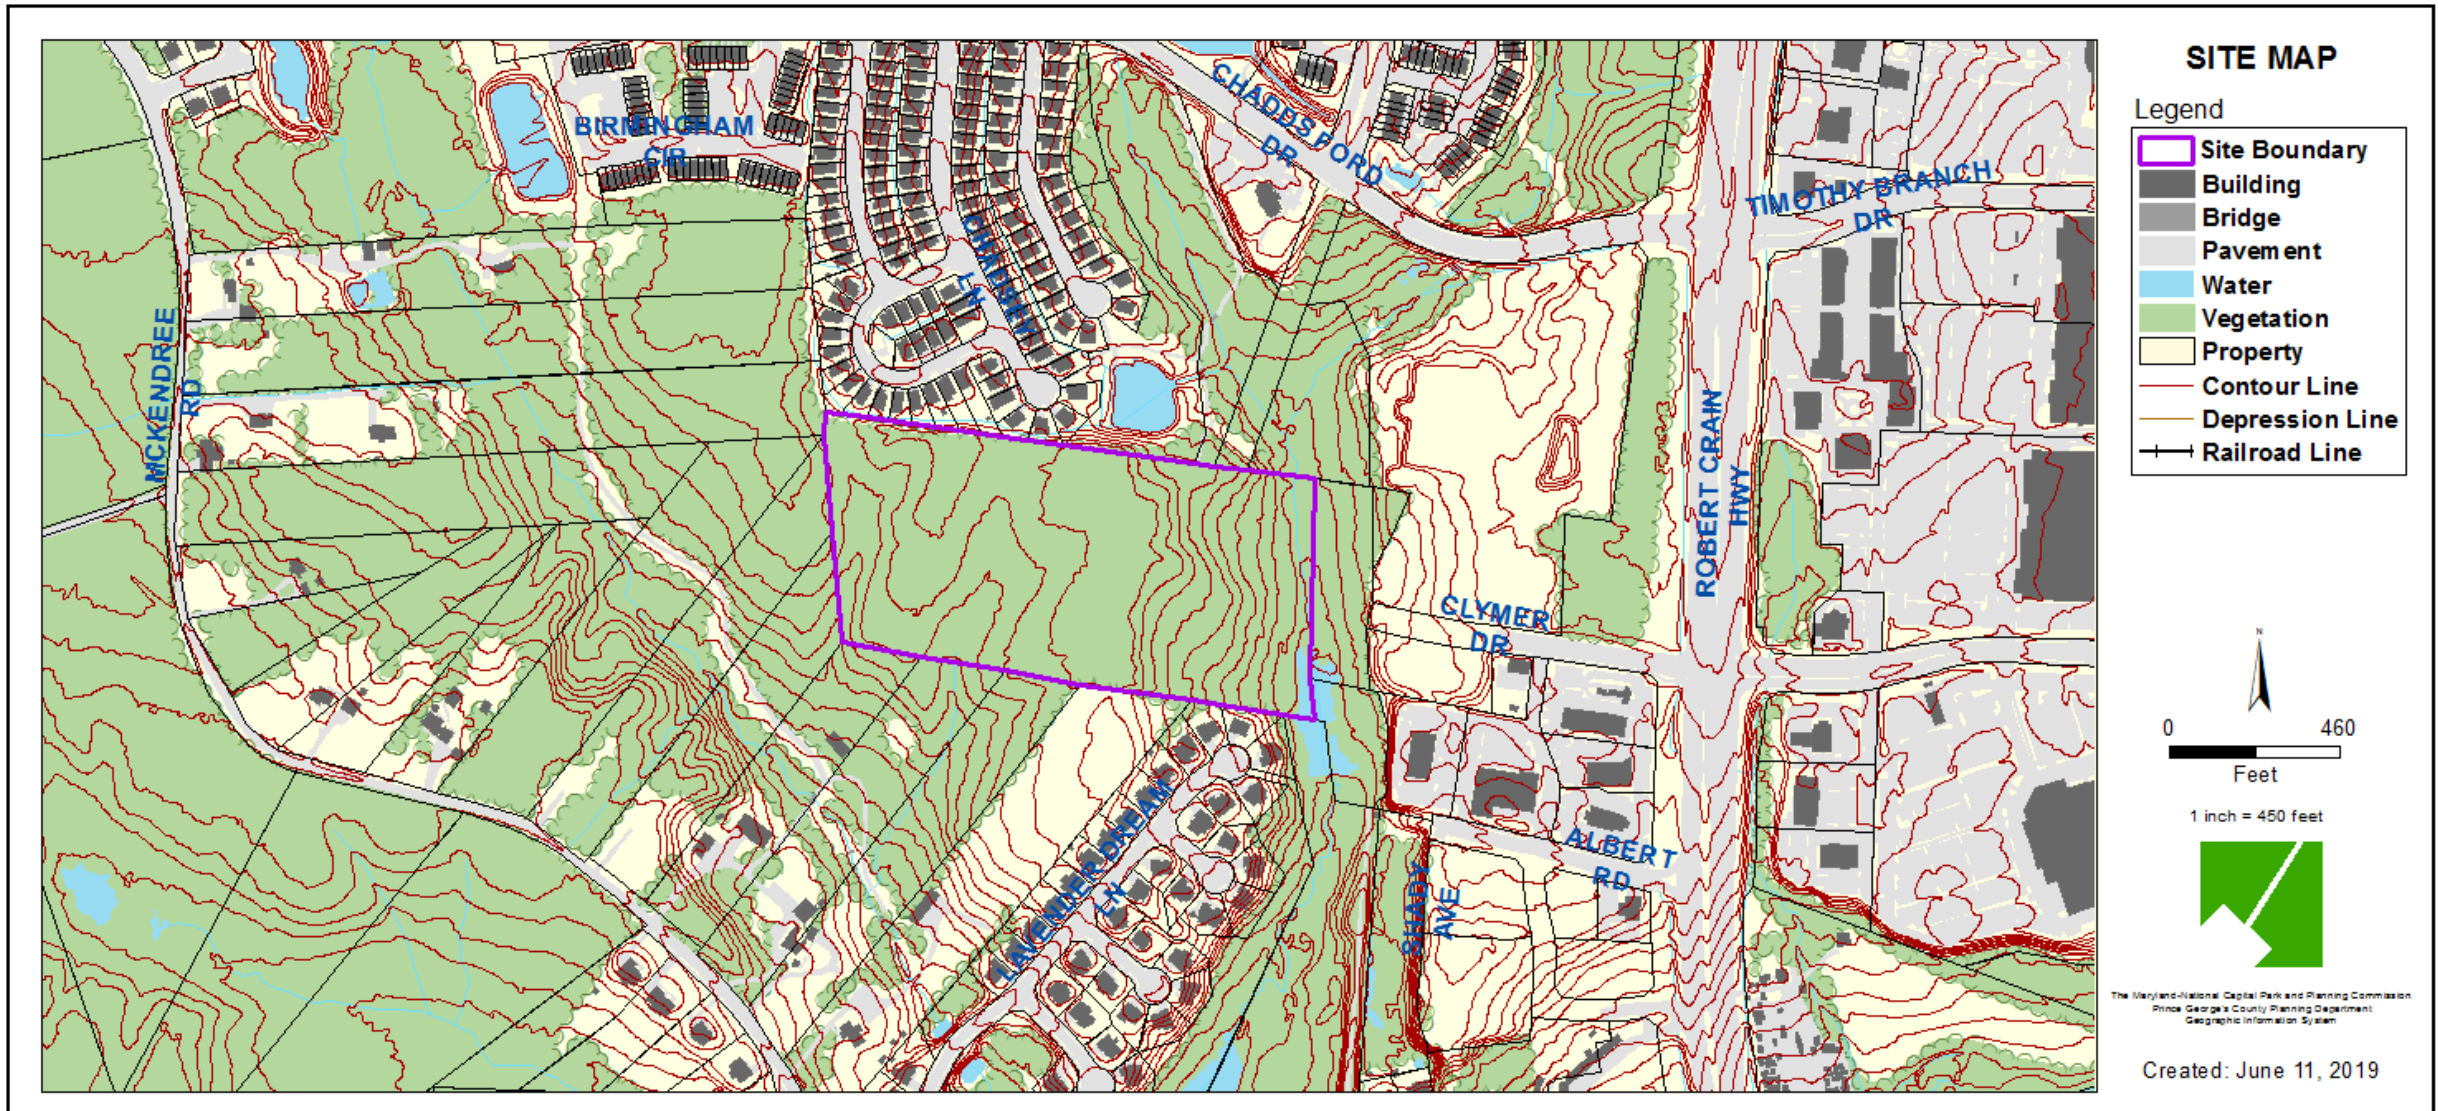 SITE MAP
Legend
Site Boundary
Building
Bridge
Pavement
Water
Vegetation
Property
Contour Line
Depression Line
Railroad Line
BIRMINGHAM
CIR
CHADDS FORD
DR
TIMOTHY BRANCH
DR
CHADSEY
LN
MCKENDREE
RD
ROBERT CRAIN
HWY
CLYMER
DR
ALBERT
RD
SHADY
AVE
LAVENDER DREAM
LN
N
0 460
Feet
1 inch = 450 feet
The Maryland-National Capital Park and Planning Commission
Prince George's County Planning Department
Geographic Information System
Created: June 11, 2019